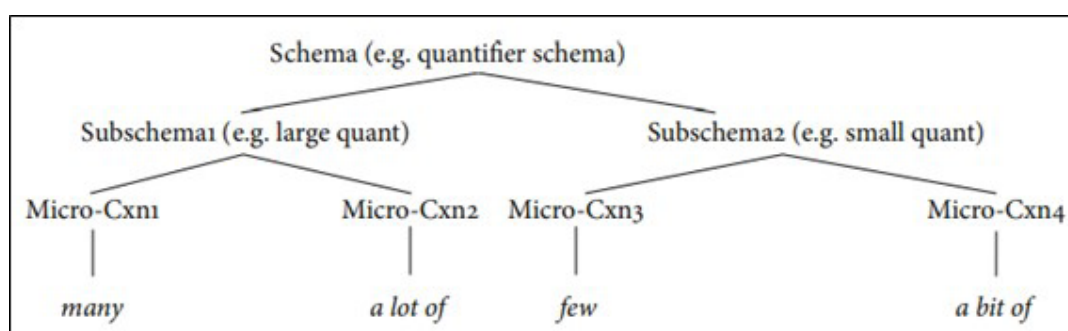 Schema (e.g. quantifier schema)
Subschema1 (e.g. large quant) Subschema2 (e.g. small quant)
Micro-Cxn1 Micro-Cxn2 Micro-Cxn3 Micro-Cxn4
many a lot of few a bit of